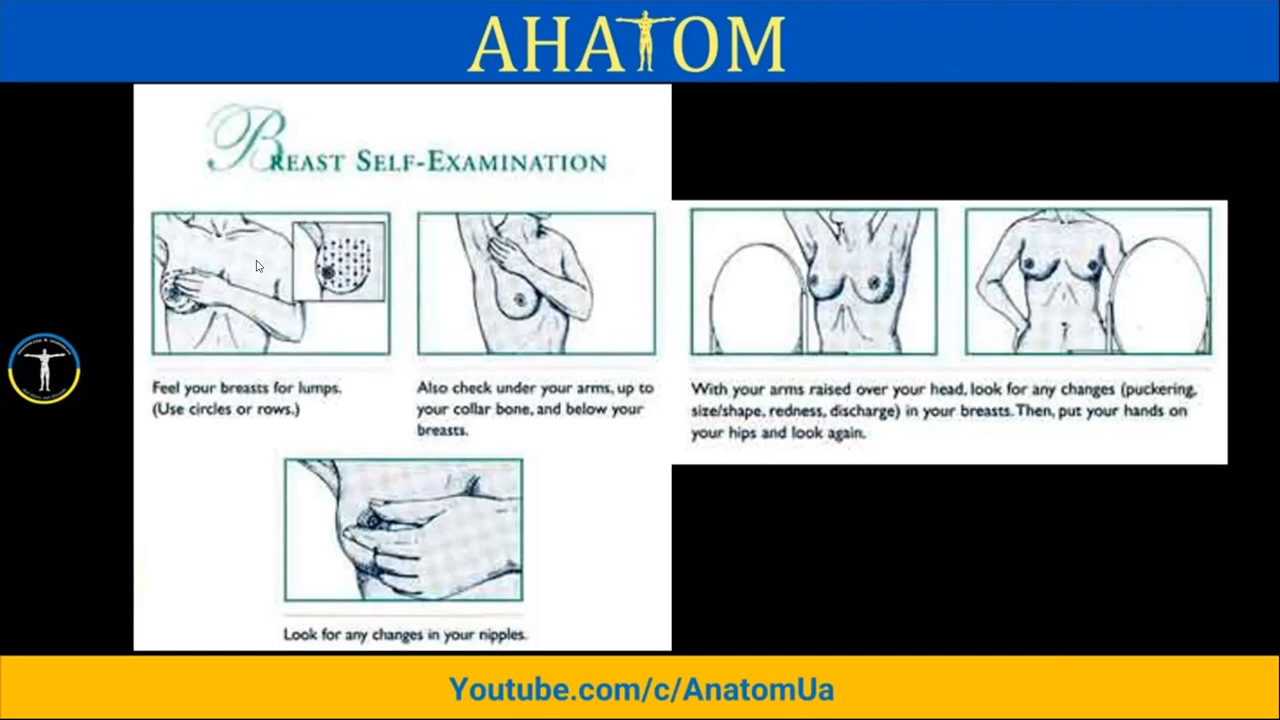 АНАТОМ
BREAST SELF-EXAMINATION
Feel your breasts for lumps.
(Use circles or rows.)
Also check under your arms, up to
your collar bone, and below your
breasts.
With your arms raised over your head, look for any changes (puckering,
size/shape, redness, discharge) in your breasts. Then, put your hands on
your hips and look again.
Look for any changes in your nipples.
Youtube.com/c/AnatomUa